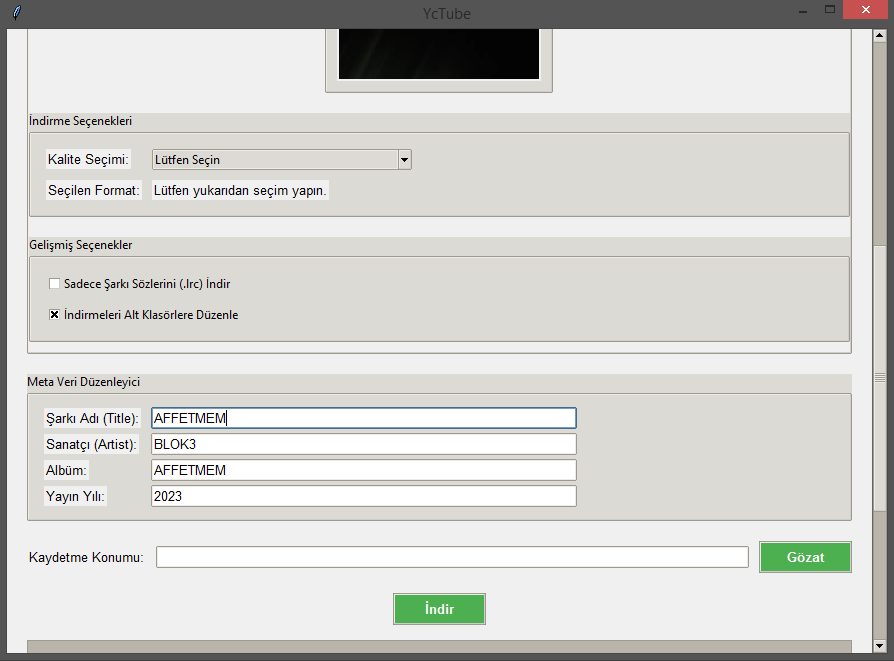 YcTube
İndirme Seçenekleri
Kalite Seçimi: Lütfen Seçin
Seçilen Format: Lütfen yukarıdan seçim yapın.
Gelişmiş Seçenekler
Sadece Şarkı Sözlerini (.lrc) İndir
İndirmeleri Alt Klasörlere Düzenle
Meta Veri Düzenleyici
Şarkı Adı (Title): AFFETMEM
Sanatçı (Artist): BLOK3
Albüm: AFFETMEM
Yayın Yılı: 2023
Kaydetme Konumu: Gözat
İndir